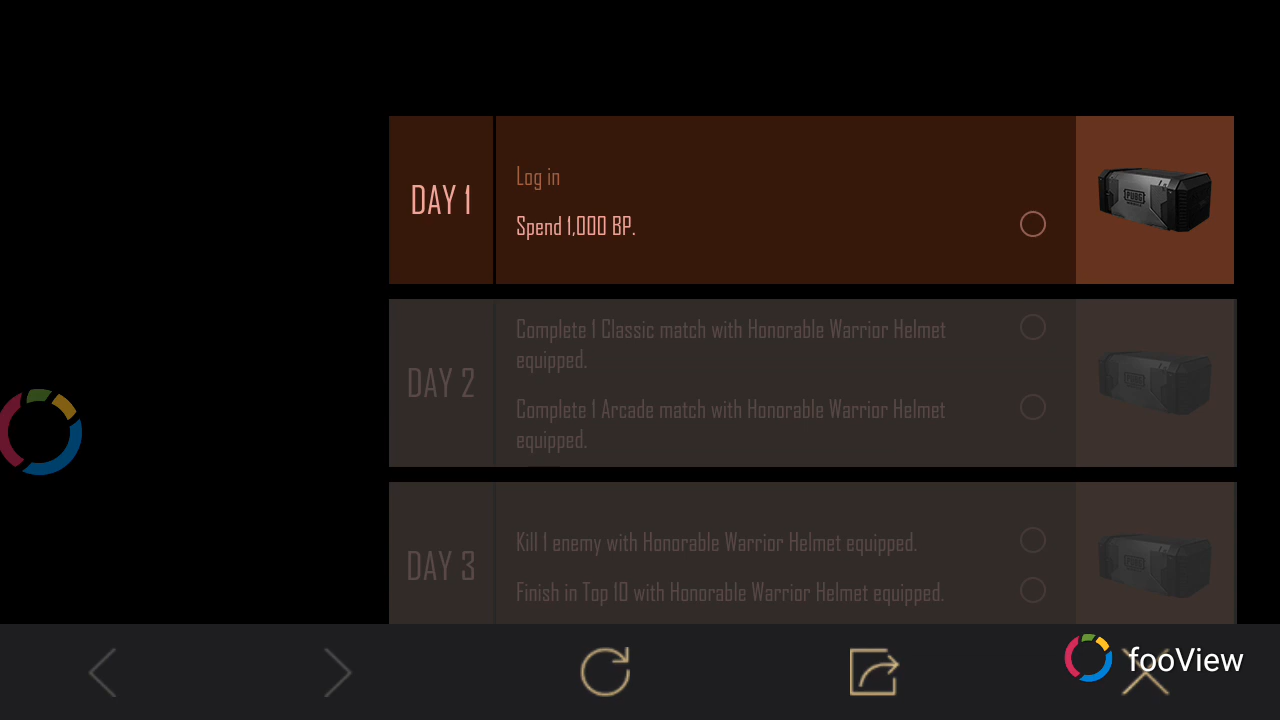 DAY 1
Log in
Spend 1,000 BP.
PUBG
DAY 2
Complete 1 Classic match with Honorable Warrior Helmet
equipped.
Complete 1 Arcade match with Honorable Warrior Helmet
equipped.
DAY 3
Kill 1 enemy with Honorable Warrior Helmet equipped.
Finish in Top 10 with Honorable Warrior Helmet equipped.
fooView